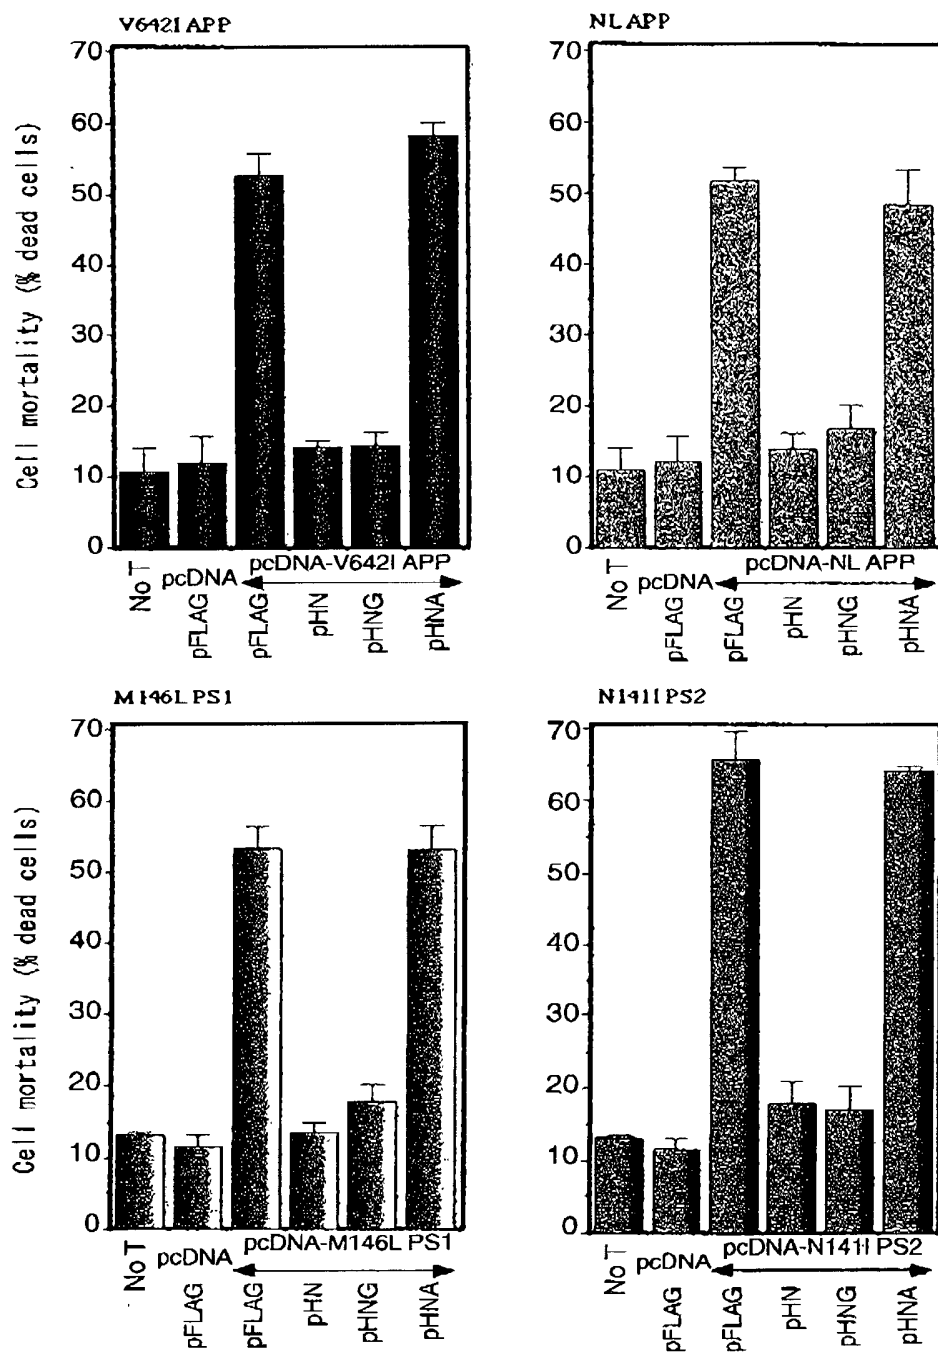 V642I APP
Cell mortality (% dead cells)
70
60
50
40
30
20
10
0
No T
pcDNA
pFLAG
pcDNA-V642I APP
pFLAG
pHN
pHNG
pHNA
NL APP
70
60
50
40
30
20
10
0
No T
pcDNA
pFLAG
pcDNA-NL APP
pFLAG
pHN
pHNG
pHNA
M146L PS1
Cell mortality (% dead cells)
70
60
50
40
30
20
10
0
No T
pcDNA
pFLAG
pcDNA-M146L PS1
pFLAG
pHN
pHNG
pHNA
N141I PS2
70
60
50
40
30
20
10
0
No T
pcDNA
pFLAG
pcDNA-N141I PS2
pFLAG
pHN
pHNG
pHNA